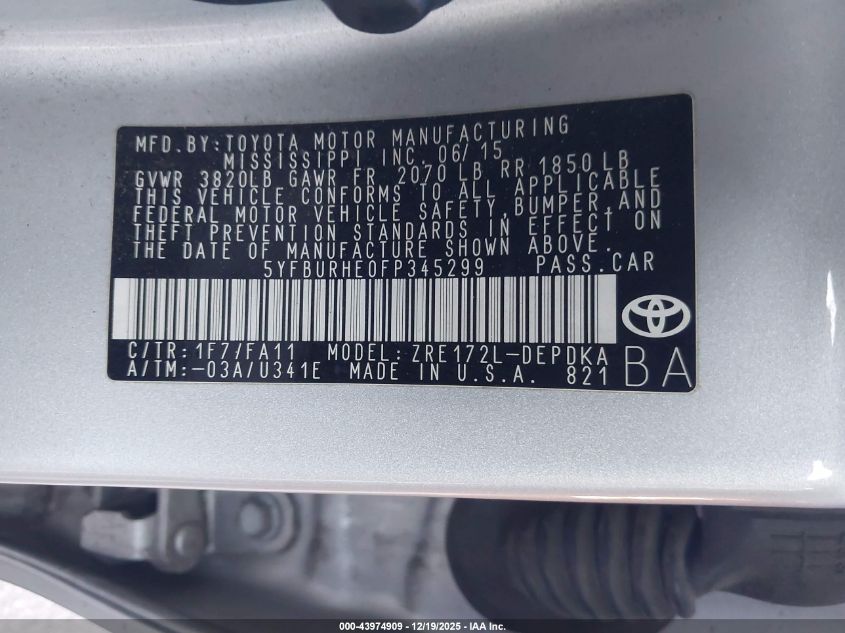 MFD.BY:TOYOTA MOTOR MANUFACTURING
MISSISSIPPI INC. 06/15
GVWR 3820LB GAWR FR 2070 LB RR 1850 LB
THIS VEHICLE CONFORMS TO ALL APPLICABLE
FEDERAL MOTOR VEHICLE SAFETY,BUMPER,AND
THEFT PREVENTION STANDARDS IN EFFECT ON
THE DATE OF MANUFACTURE SHOWN ABOVE.
5YFBURHE0FP345299 PASS.CAR
C/TR:1F7/FA11 MODEL:ZRE172L-DEPDKA
A/TM:-03A/U341E MADE IN U.S.A. 821
BA
000-43974909 - 12/19/2025 - IAA Inc.